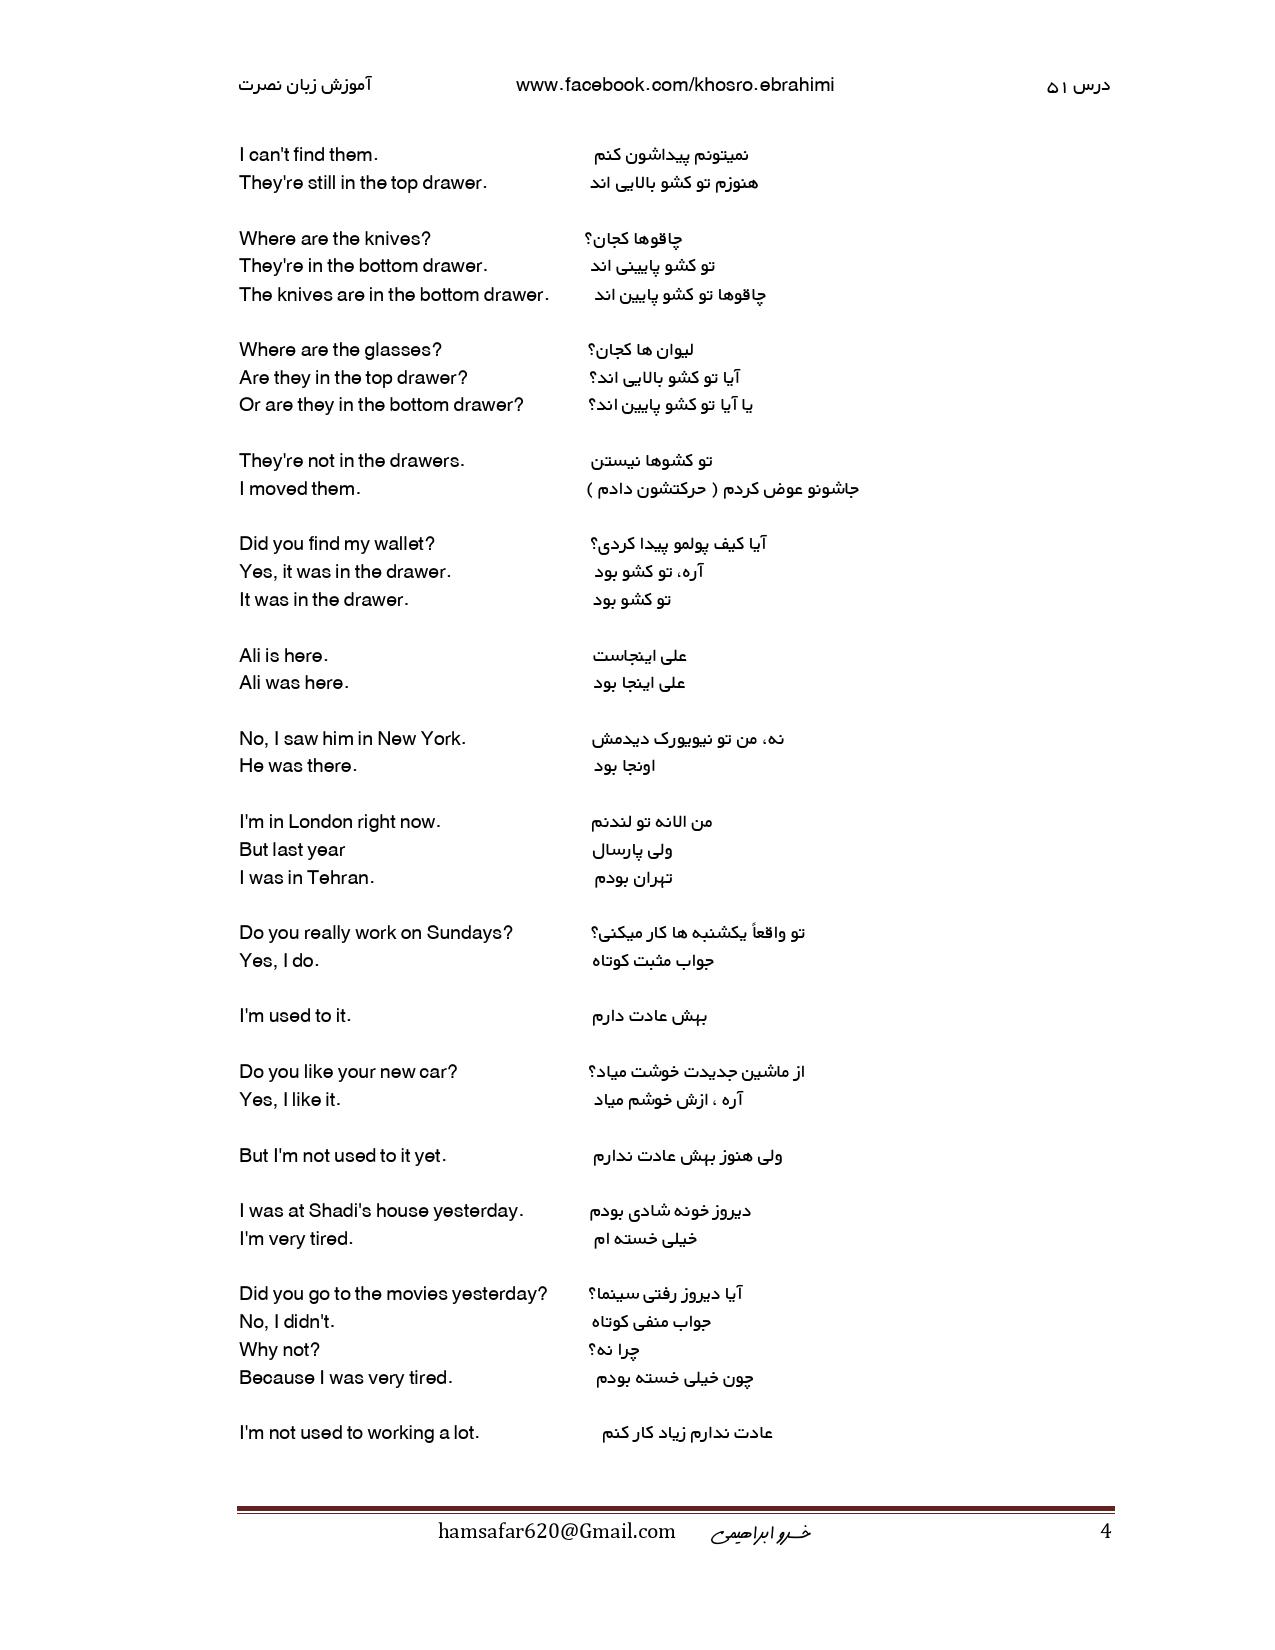 آموزش زبان نصرت www.facebook.com/khosro.ebrahimi درس ۵۱
I can't find them. نمیتونم پیداشون کنم
They're still in the top drawer. هنوزم تو کشو بالایی اند
Where are the knives? چاقوها کجان؟
They're in the bottom drawer. تو کشو پایینی اند
The knives are in the bottom drawer. چاقوها تو کشو پایین اند
Where are the glasses? لیوان ها کجان؟
Are they in the top drawer? آیا تو کشو بالایی اند؟
Or are they in the bottom drawer? یا آیا تو کشو پایین اند؟
They're not in the drawers. تو کشوها نیستن
I moved them. جاشونو عوض کردم ( حرکتشون دادم )
Did you find my wallet? آیا کیف پولمو پیدا کردی؟
Yes, it was in the drawer. آره، تو کشو بود
It was in the drawer. تو کشو بود
Ali is here. علی اینجاست
Ali was here. علی اینجا بود
No, I saw him in New York. نه، من تو نیویورک دیدمش
He was there. اونجا بود
I'm in London right now. من الانه تو لندنم
But last year ولی پارسال
I was in Tehran. تهران بودم
Do you really work on Sundays? تو واقعاً یکشنبه ها کار میکنی؟
Yes, I do. جواب مثبت کوتاه
I'm used to it. بهش عادت دارم
Do you like your new car? از ماشین جدیدت خوشت میاد؟
Yes, I like it. آره ، ازش خوشم میاد
But I'm not used to it yet. ولی هنوز بهش عادت ندارم
I was at Shadi's house yesterday. دیروز خونه شادی بودم
I'm very tired. خیلی خسته ام
Did you go to the movies yesterday? آیا دیروز رفتی سینما؟
No, I didn't. جواب منفی کوتاه
Why not? چرا نه؟
Because I was very tired. چون خیلی خسته بودم
I'm not used to working a lot. عادت ندارم زیاد کار کنم
hamsafar620@Gmail.com خسرو ابراهیمی 4